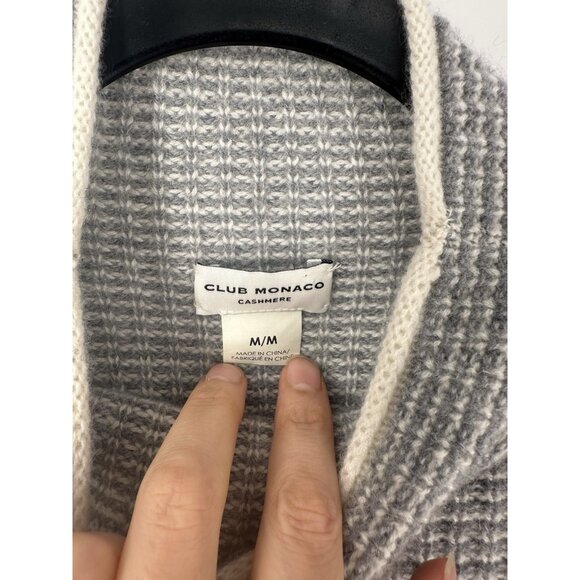 CLUB MONACO
CASHMERE
M/M
MADE IN CHINA/
FABRIQUÉ EN CHINE